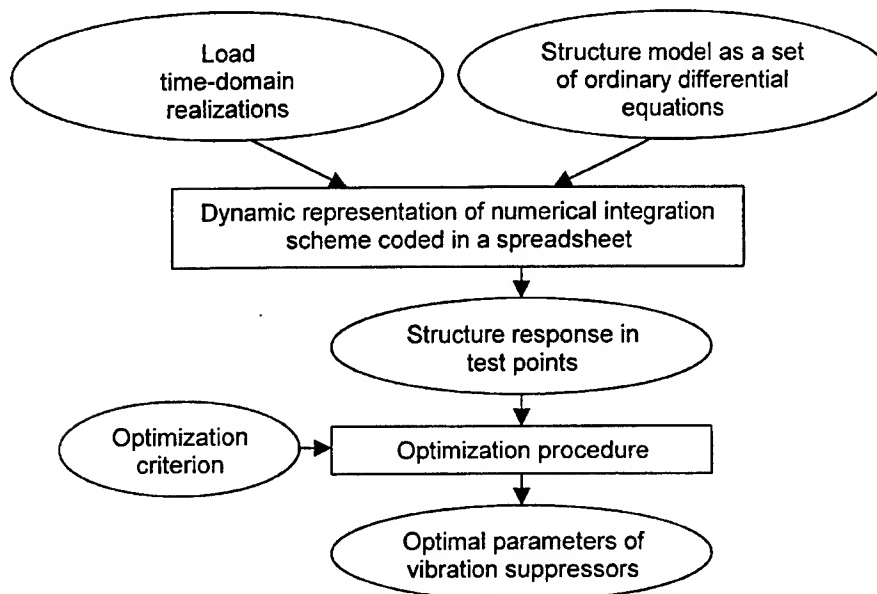 Load
time-domain
realizations
Structure model as a set
of ordinary differential
equations
Dynamic representation of numerical integration
scheme coded in a spreadsheet
Structure response in
test points
Optimization
criterion
Optimization procedure
Optimal parameters of
vibration suppressors